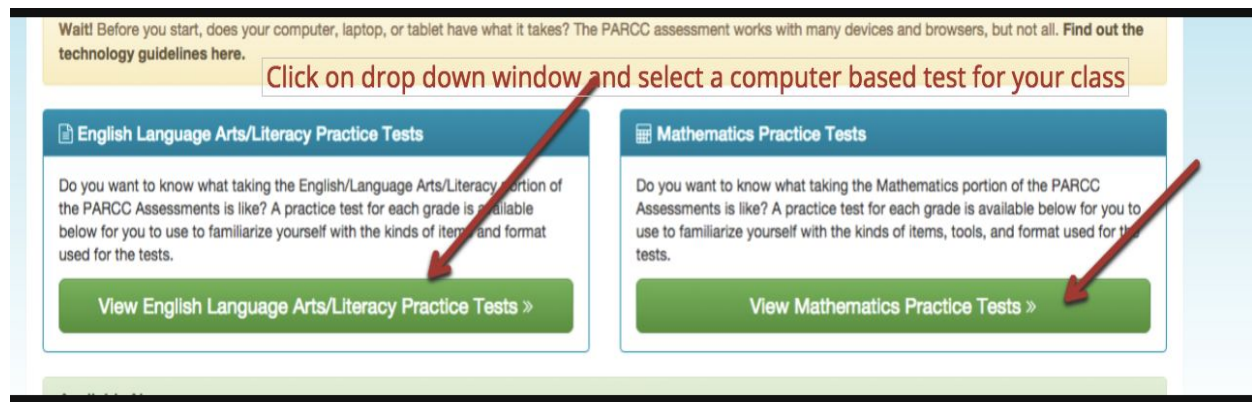 Wait! Before you start, does your computer, laptop, or tablet have what it takes? The PARCC assessment works with many devices and browsers, but not all. Find out the
technology guidelines here.
Click on drop down window and select a computer based test for your class
English Language Arts/Literacy Practice Tests
Do you want to know what taking the English/Language Arts/Literacy portion of
the PARCC Assessments is like? A practice test for each grade is available
below for you to use to familiarize yourself with the kinds of items and format
used for the tests.
View English Language Arts/Literacy Practice Tests »
Mathematics Practice Tests
Do you want to know what taking the Mathematics portion of the PARCC
Assessments is like? A practice test for each grade is available below for you to
use to familiarize yourself with the kinds of items, tools, and format used for the
tests.
View Mathematics Practice Tests »